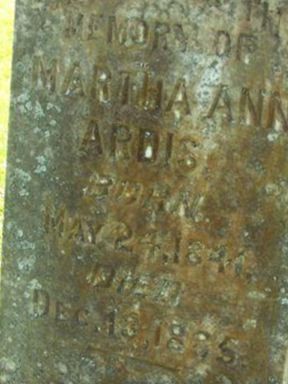 MEMORY OF
MARTHA ANN
ARDIS
BORN
MAY 24, 1841.
DIED
DEC. 13, 1895.